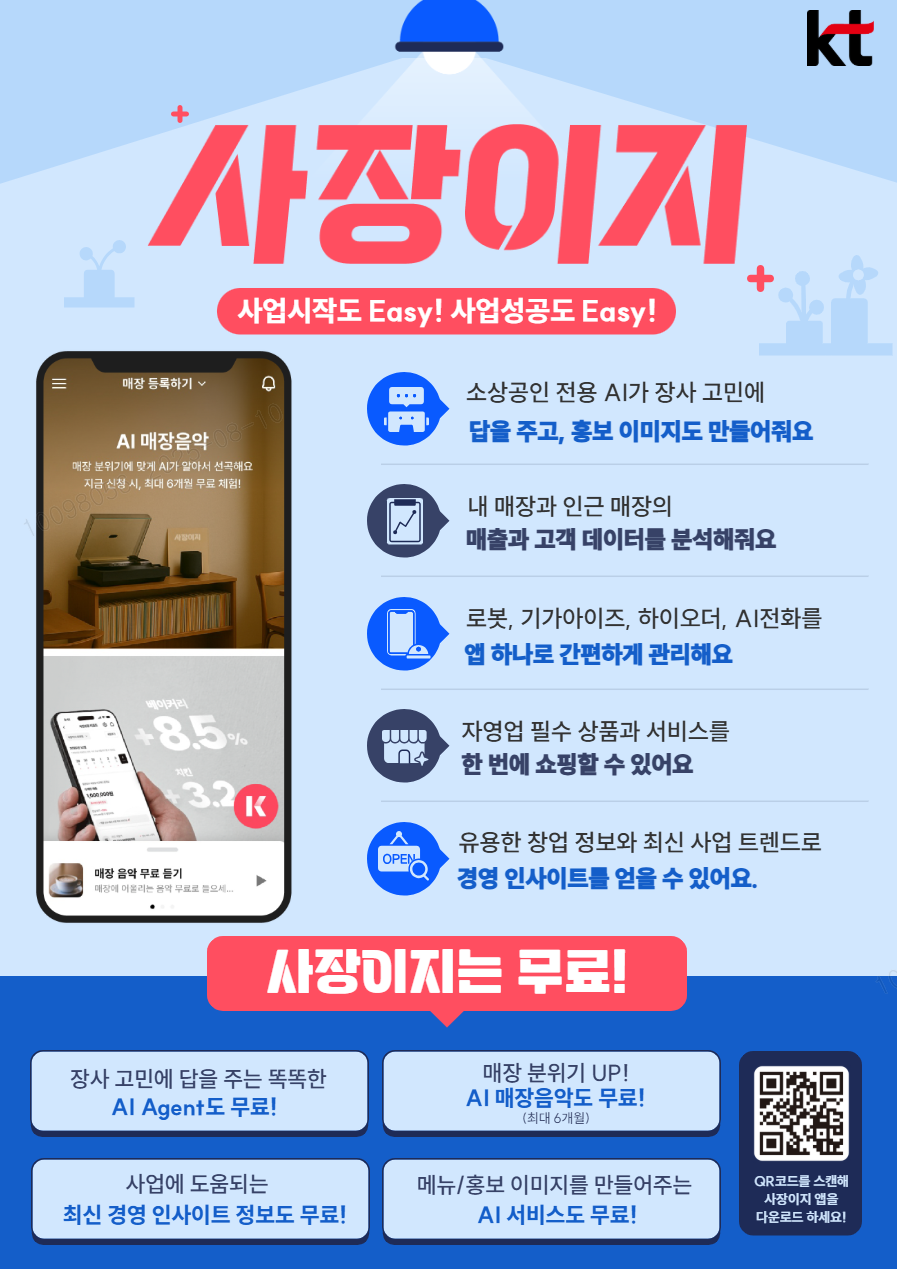 kt
사장이지
사업시작도 Easy! 사업성공도 Easy!
매장 등록하기
AI 매장음악
매장 분위기에 맞게 AI가 알아서 선곡해요
지금 신청 시, 최대 6개월 무료 체험!
사장이지
베이커리
+8.5%
치킨
+3.2
1,600,000원
K
매장 음악 무료 듣기
매장에 어울리는 음악 무료로 들으세...
소상공인 전용 AI가 장사 고민에
답을 주고, 홍보 이미지도 만들어줘요
내 매장과 인근 매장의
매출과 고객 데이터를 분석해줘요
로봇, 기가아이즈, 하이오더, AI전화를
앱 하나로 간편하게 관리해요
자영업 필수 상품과 서비스를
한 번에 쇼핑할 수 있어요
OPEN
유용한 창업 정보와 최신 사업 트렌드로
경영 인사이트를 얻을 수 있어요.
사장이지는 무료!
장사 고민에 답을 주는 똑똑한
AI Agent도 무료!
매장 분위기 UP!
AI 매장음악도 무료!
(최대 6개월)
사업에 도움되는
최신 경영 인사이트 정보도 무료!
메뉴/홍보 이미지를 만들어주는
AI 서비스도 무료!
QR코드를 스캔해
사장이지 앱을
다운로드 하세요!